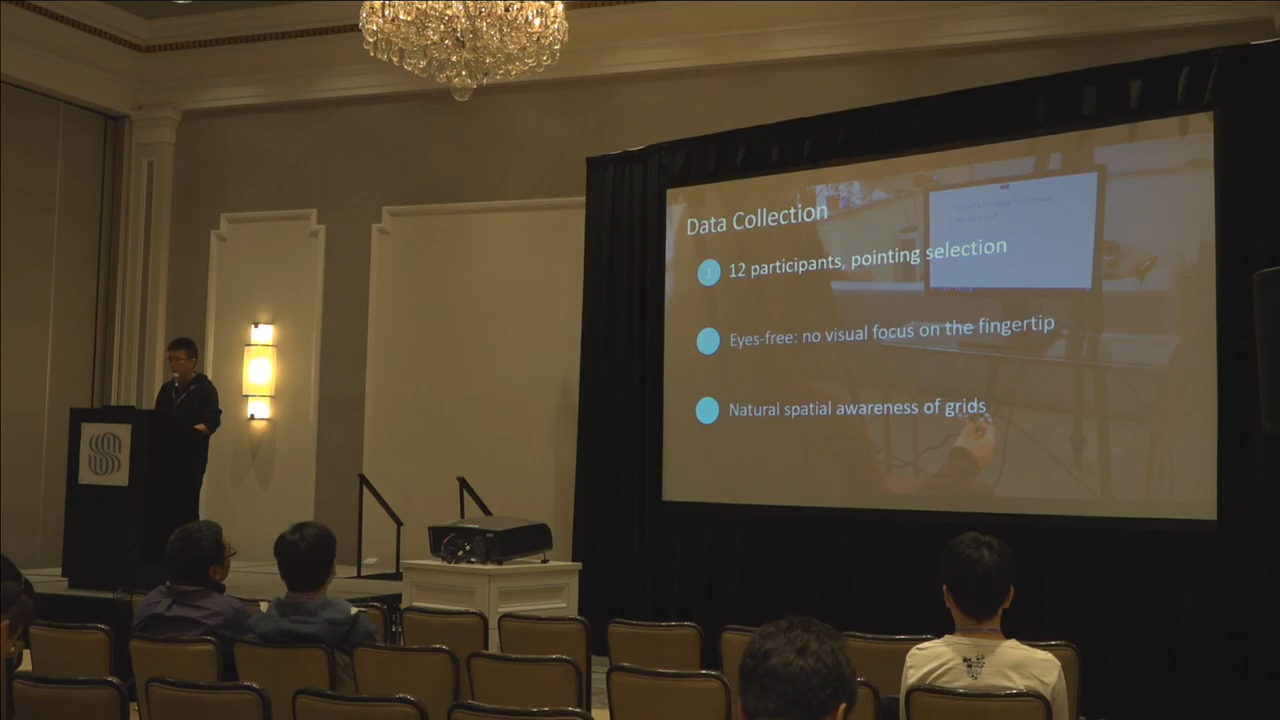 Data Collection
1 12 participants, pointing selection
Eyes-free: no visual focus on the fingertip
Natural spatial awareness of grids